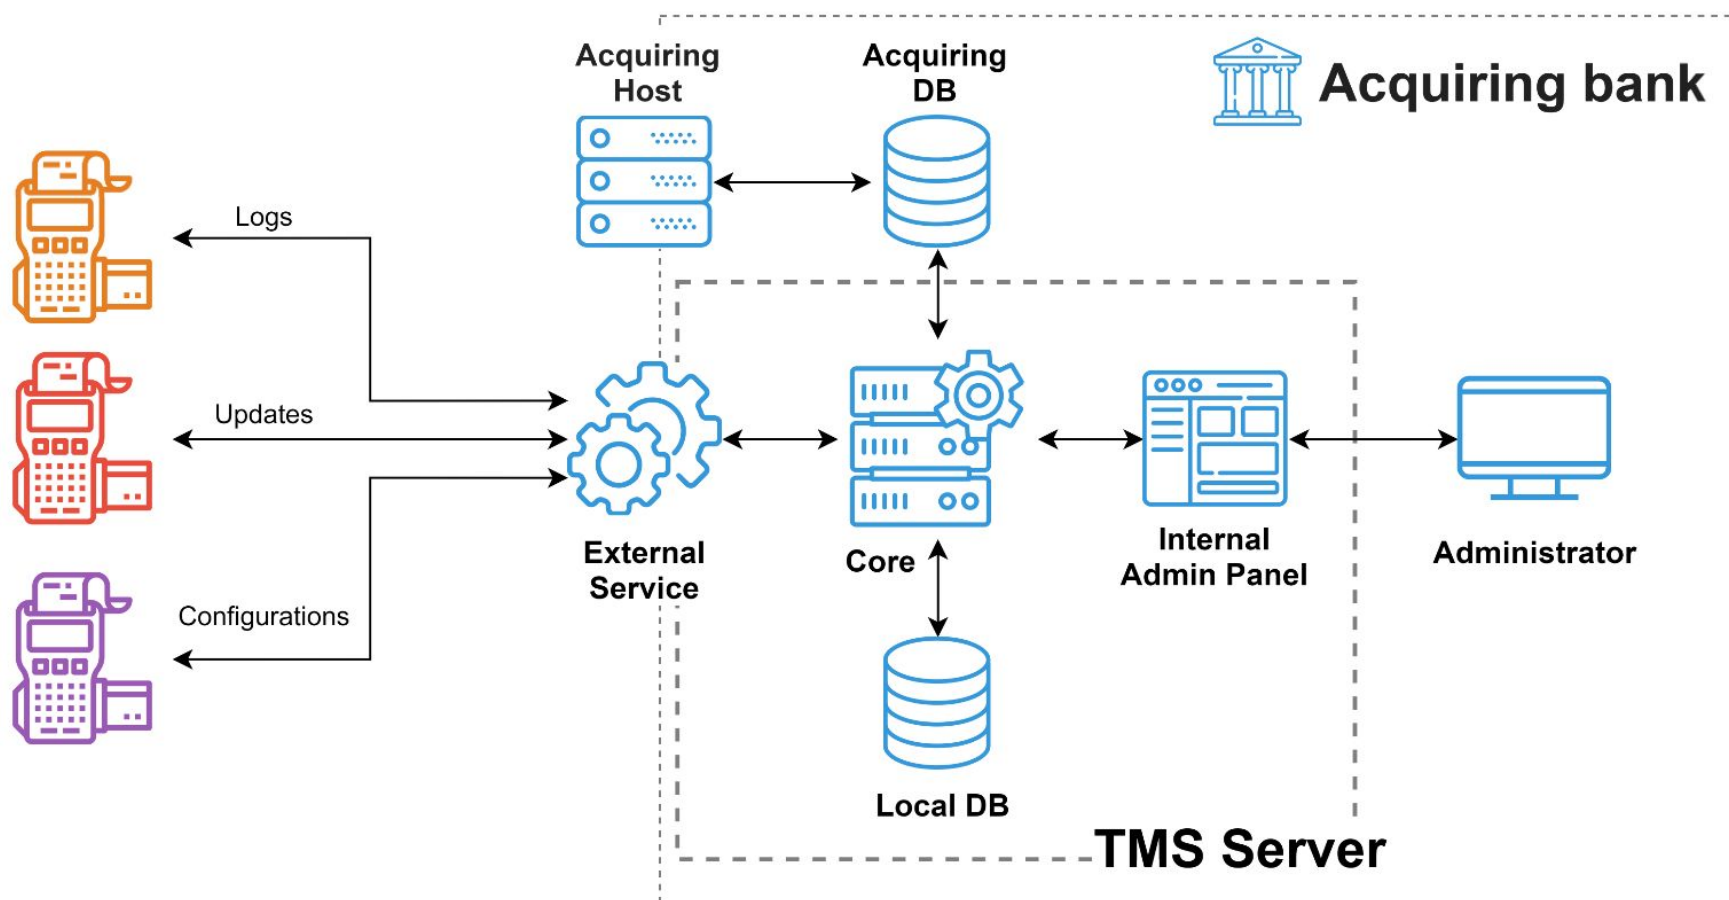 Acquiring
Host
Acquiring
DB
Acquiring bank
Logs
Updates
Configurations
External
Service
Core
Internal
Admin Panel
Administrator
Local DB
TMS Server